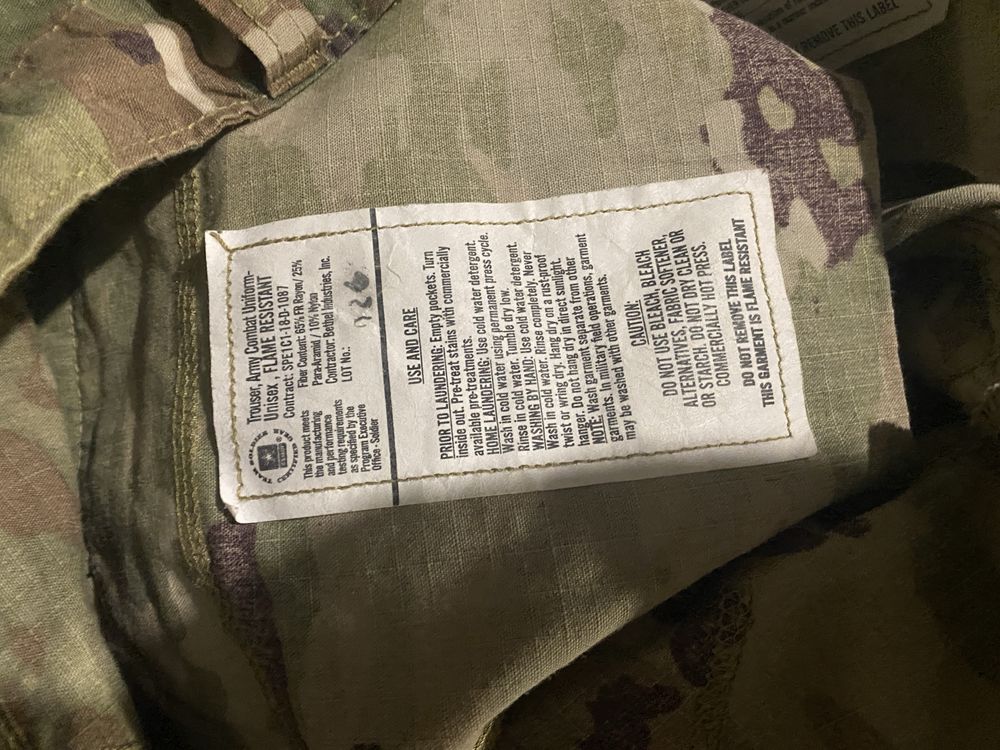 Trouser, Army Combat Uniform-
Unisex, FLAME RESISTANT
Contract: SPE1C1-18-D-1087
Fiber Content: 65% FR Rayon/ 25%
Para-Aramid / 10% Nylon
Contractor: Bethel Industries, Inc.
LOT No.:
This product meets
the manufacturing
and performance
testing requirements
as specified by the
Program Executive
Office - Soldier
USE AND CARE
PRIOR TO LAUNDERING: Empty pockets. Turn
inside out. Pre-treat stains with commercially
available pre-treatments.
HOME LAUNDERING: Use cold water detergent.
Wash in cold water using permanent press cycle.
Rinse in cold water. Tumble dry low.
WASHING BY HAND: Use cold water detergent.
Wash in cold water. Rinse completely. Never
twist or wring dry. Hang dry on a rust-proof
hanger. Do not hang dry in direct sunlight.
NOTE: Wash garment separate from other
garments. In military field operations, garment
may be washed with other garments.
CAUTION:
DO NOT USE BLEACH, BLEACH
ALTERNATIVES, FABRIC SOFTENER,
OR STARCH. DO NOT DRY CLEAN OR
COMMERCIALLY HOT PRESS.
DO NOT REMOVE THIS LABEL
THIS GARMENT IS FLAME RESISTANT
REMOVE THIS LABEL